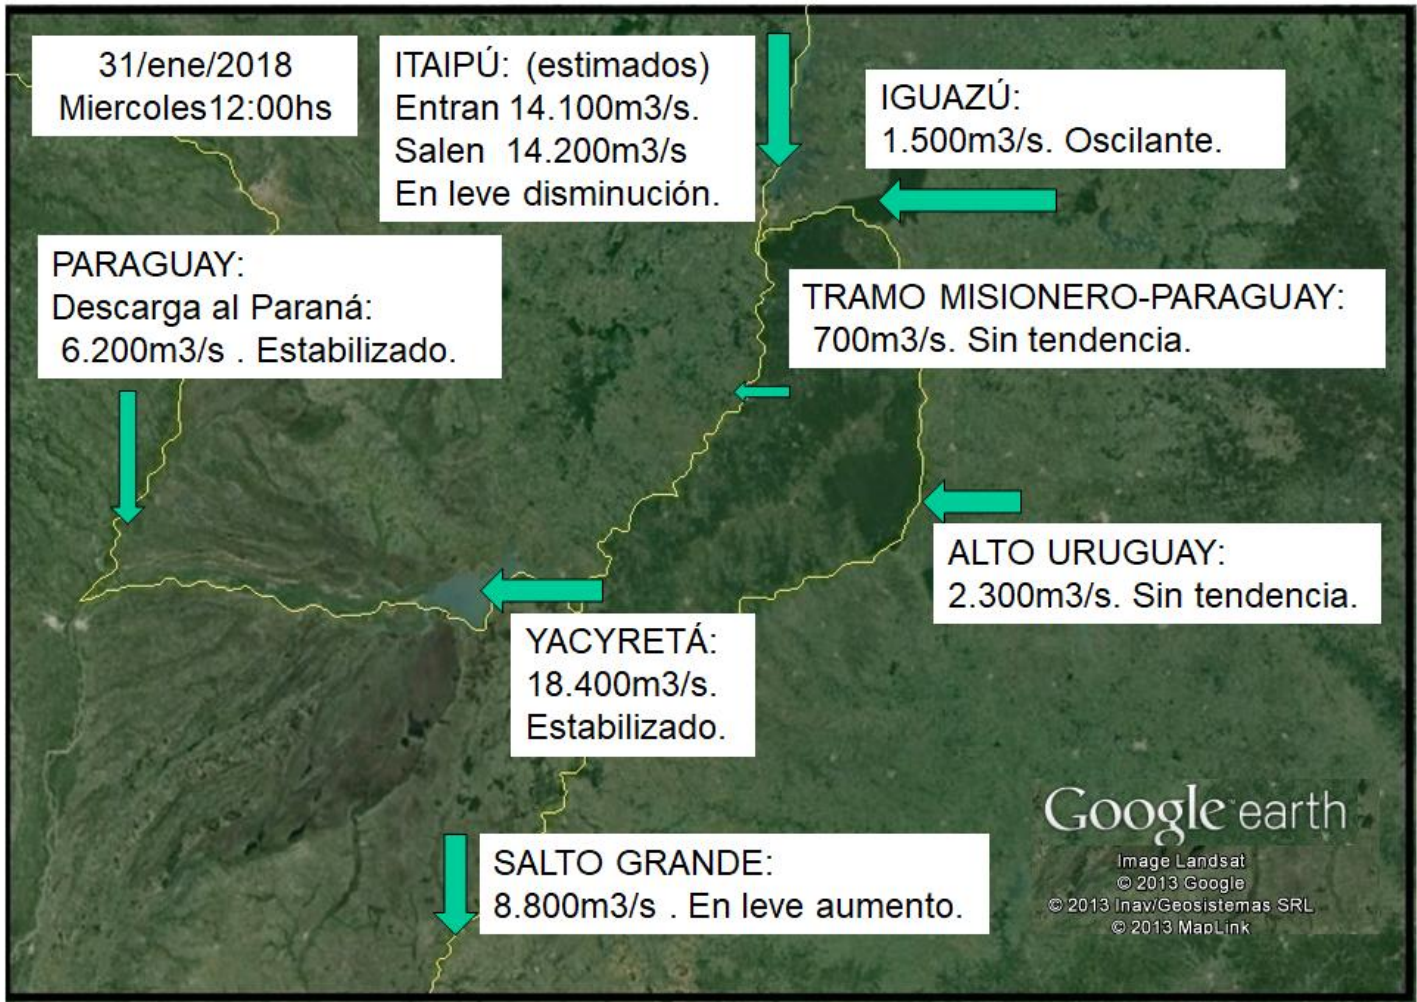 31/ene/2018
Miercoles12:00hs
ITAIPÚ: (estimados)
Entran 14.100m3/s.
Salen 14.200m3/s
En leve disminución.
IGUAZÚ:
1.500m3/s. Oscilante.
PARAGUAY:
Descarga al Paraná:
6.200m3/s . Estabilizado.
TRAMO MISIONERO-PARAGUAY:
700m3/s. Sin tendencia.
ALTO URUGUAY:
2.300m3/s. Sin tendencia.
YACYRETÁ:
18.400m3/s.
Estabilizado.
SALTO GRANDE:
8.800m3/s . En leve aumento.
Google earth
Image Landsat
© 2013 Google
© 2013 Inav/Geosistemas SRL
© 2013 MapLink